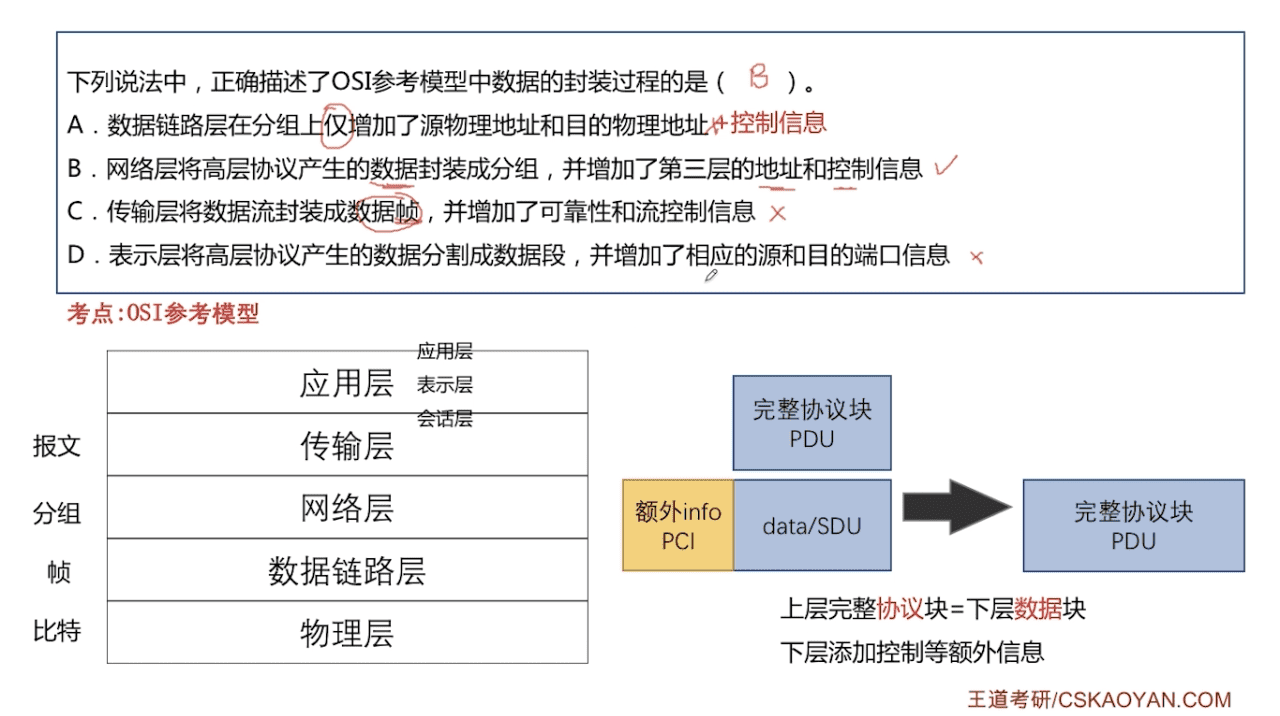 下列说法中，正确描述了OSI参考模型中数据的封装过程的是（ B ）。
A．数据链路层在分组上仅增加了源物理地址和目的物理地址 +控制信息
B．网络层将高层协议产生的数据封装成分组，并增加了第三层的地址和控制信息
C．传输层将数据流封装成数据帧，并增加了可靠性和流控制信息
D．表示层将高层协议产生的数据分割成数据段，并增加了相应的源和目的端口信息
考点:OSI参考模型
应用层
应用层
表示层
会话层
报文
传输层
分组
网络层
帧
数据链路层
比特
物理层
完整协议块
PDU
额外info
PCI
data/SDU
完整协议块
PDU
上层完整协议块=下层数据块
下层添加控制等额外信息
王道考研/CSKAOYAN.COM